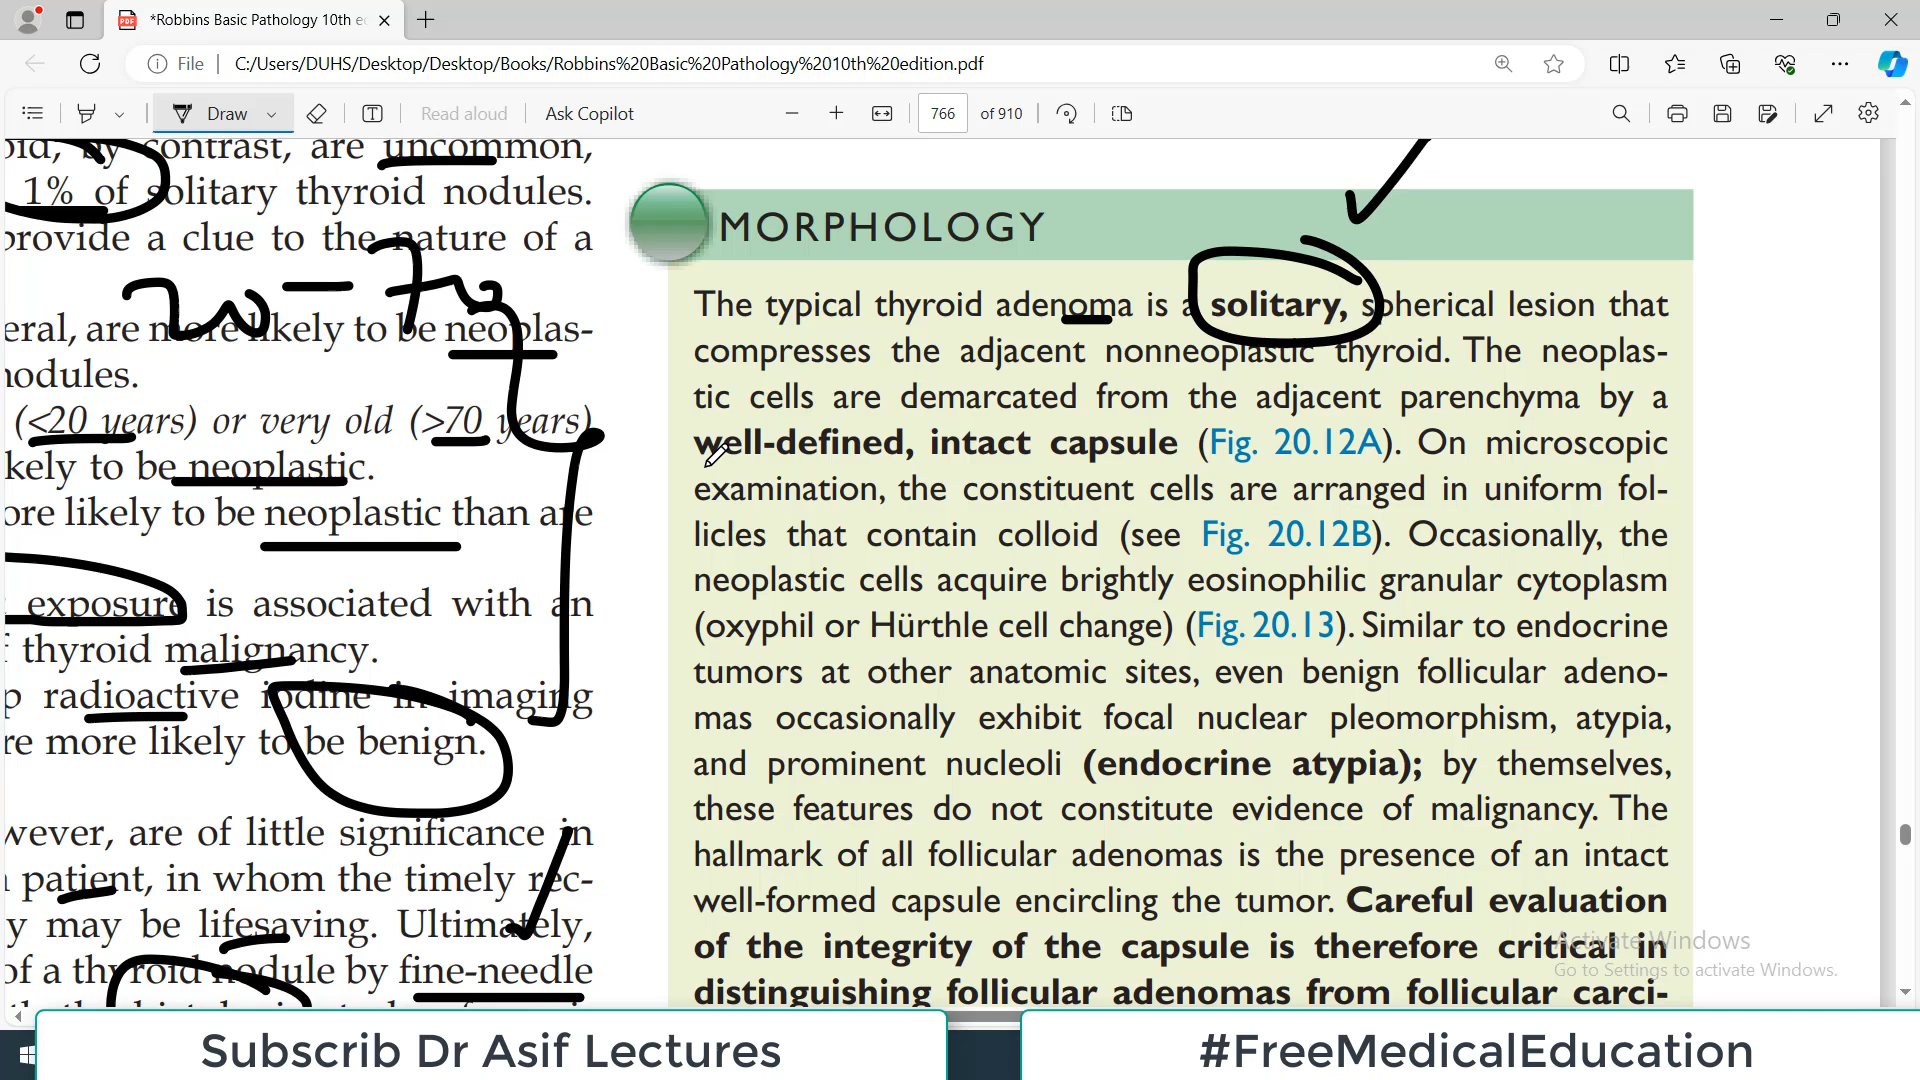 *Robbins Basic Pathology 10th e
File
C:/Users/DUHS/Desktop/Desktop/Books/Robbins%20Basic%20Pathology%2010th%20edition.pdf
Draw
Read aloud
Ask Copilot
766 of 910
by contrast, are uncommon,
1% of solitary thyroid nodules.
provide a clue to the nature of a
20 – 70
eral, are more likely to be neoplas-
nodules.
(<20 years) or very old (>70 years)
kely to be neoplastic.
ore likely to be neoplastic than are
exposure is associated with an
f thyroid malignancy.
p radioactive iodine in imaging
re more likely to be benign.
wever, are of little significance in
patient, in whom the timely rec-
y may be lifesaving. Ultimately,
of a thyroid nodule by fine-needle
MORPHOLOGY
The typical thyroid adenoma is a solitary, spherical lesion that
compresses the adjacent nonneoplastic thyroid. The neoplas-
tic cells are demarcated from the adjacent parenchyma by a
well-defined, intact capsule (Fig. 20.12A). On microscopic
examination, the constituent cells are arranged in uniform fol-
licles that contain colloid (see Fig. 20.12B). Occasionally, the
neoplastic cells acquire brightly eosinophilic granular cytoplasm
(oxyphil or Hürthle cell change) (Fig. 20.13). Similar to endocrine
tumors at other anatomic sites, even benign follicular adeno-
mas occasionally exhibit focal nuclear pleomorphism, atypia,
and prominent nucleoli (endocrine atypia); by themselves,
these features do not constitute evidence of malignancy. The
hallmark of all follicular adenomas is the presence of an intact
well-formed capsule encircling the tumor. Careful evaluation
of the integrity of the capsule is therefore critical in
distinguishing follicular adenomas from follicular carci-
Activate Windows
Go to Settings to activate Windows.
Subscrib Dr Asif Lectures
#FreeMedicalEducation